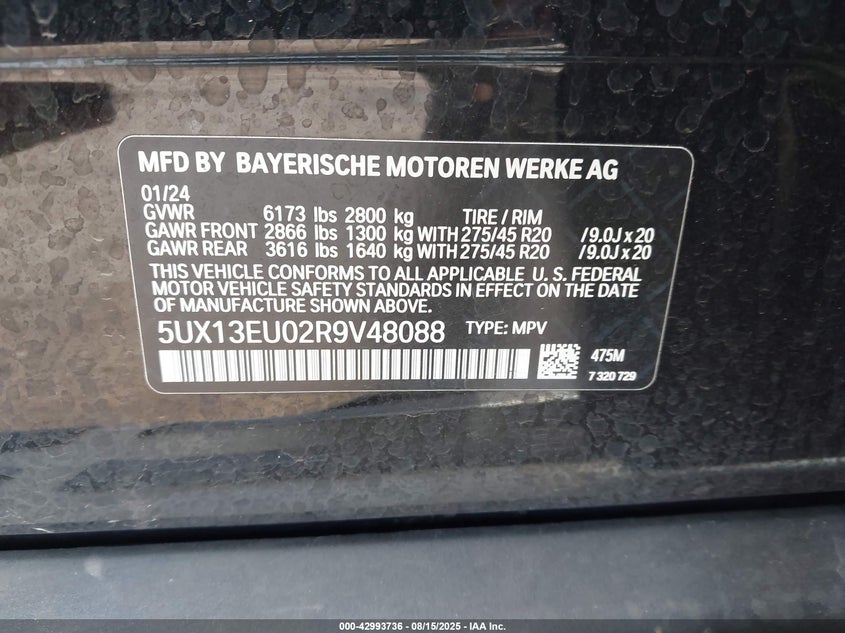 MFD BY BAYERISCHE MOTOREN WERKE AG
01/24
GVWR 6173 lbs 2800 kg TIRE / RIM
GAWR FRONT 2866 lbs 1300 kg WITH 275/45 R20 /9.0J x 20
GAWR REAR 3616 lbs 1640 kg WITH 275/45 R20 /9.0J x 20
THIS VEHICLE CONFORMS TO ALL APPLICABLE U. S. FEDERAL
MOTOR VEHICLE SAFETY STANDARDS IN EFFECT ON THE DATE
OF MANUFACTURE SHOWN ABOVE.
5UX13EU02R9V48088 TYPE: MPV
475M
7 320 729
000-42993736 - 08/15/2025 - IAA Inc.